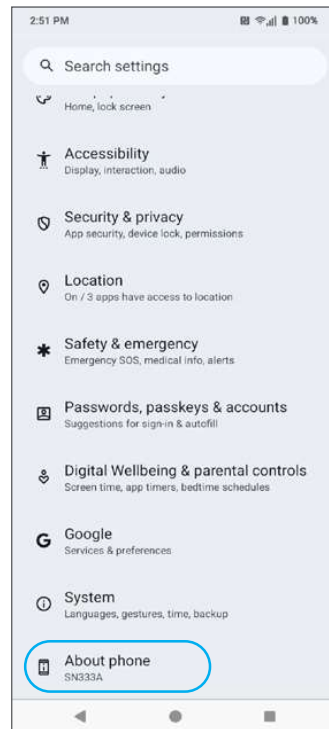 2:51 PM
100%
Search settings
Home, lock screen
Accessibility
Display, interaction, audio
Security & privacy
App security, device lock, permissions
Location
On / 3 apps have access to location
Safety & emergency
Emergency SOS, medical info, alerts
Passwords, passkeys & accounts
Suggestions for sign-in & autofill
Digital Wellbeing & parental controls
Screen time, app timers, bedtime schedules
Google
Services & preferences
System
Languages, gestures, time, backup
About phone
SN333A